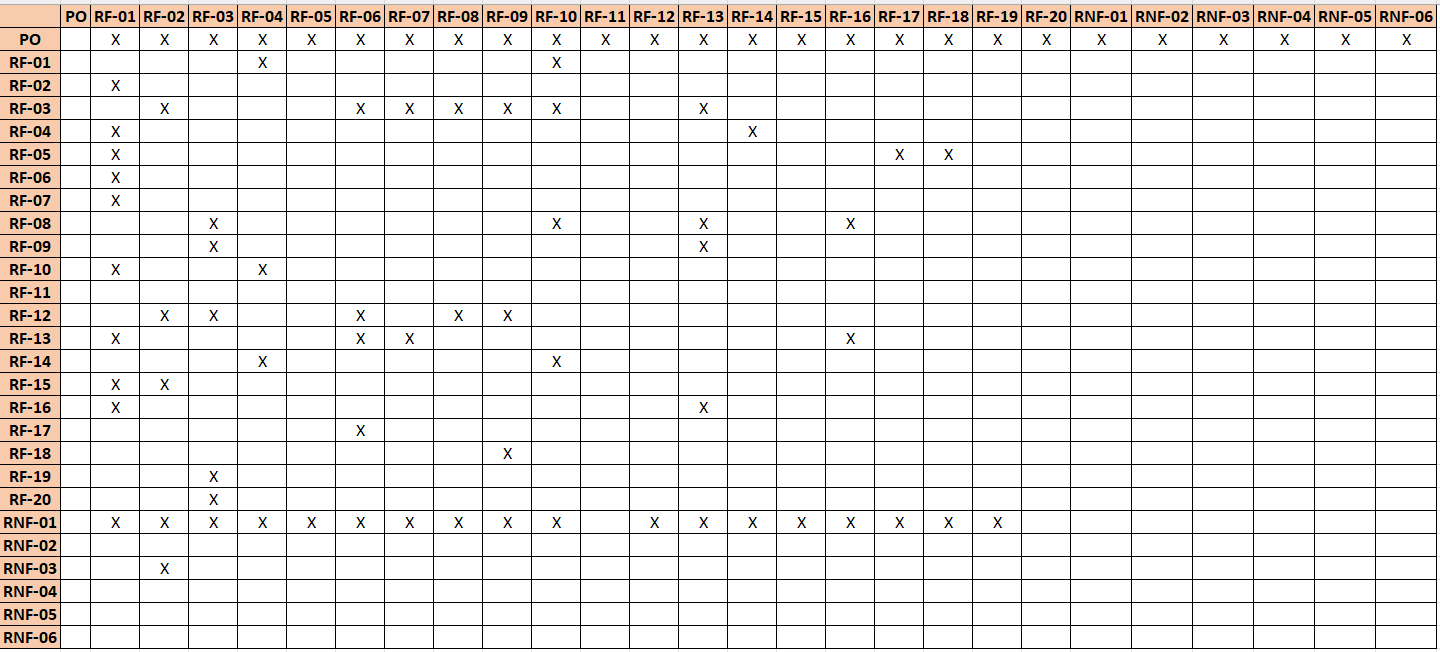 PO RF-01 RF-02 RF-03 RF-04 RF-05 RF-06 RF-07 RF-08 RF-09 RF-10 RF-11 RF-12 RF-13 RF-14 RF-15 RF-16 RF-17 RF-18 RF-19 RF-20 RNF-01 RNF-02 RNF-03 RNF-04 RNF-05 RNF-06
PO X X X X X X X X X X X X X X X X X X X X X X X X X X
RF-01 X X
RF-02 X
RF-03 X X X X X X X
RF-04 X X
RF-05 X X X
RF-06 X
RF-07 X
RF-08 X X X X
RF-09 X X
RF-10 X X
RF-11
RF-12 X X X X X
RF-13 X X X X
RF-14 X X
RF-15 X X
RF-16 X X
RF-17 X
RF-18 X
RF-19 X
RF-20 X
RNF-01 X X X X X X X X X X X X X X X X X X
RNF-02
RNF-03 X
RNF-04
RNF-05
RNF-06